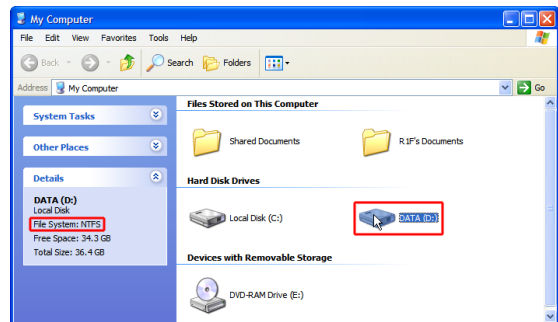 My Computer
File Edit View Favorites Tools Help
Back Search Folders
Address My Computer Go
System Tasks
Other Places
Details
DATA (D:)
Local Disk
File System: NTFS
Free Space: 34.3 GB
Total Size: 36.4 GB
Files Stored on This Computer
Shared Documents R1F's Documents
Hard Disk Drives
Local Disk (C:) DATA (D:)
Devices with Removable Storage
DVD-RAM Drive (E:)